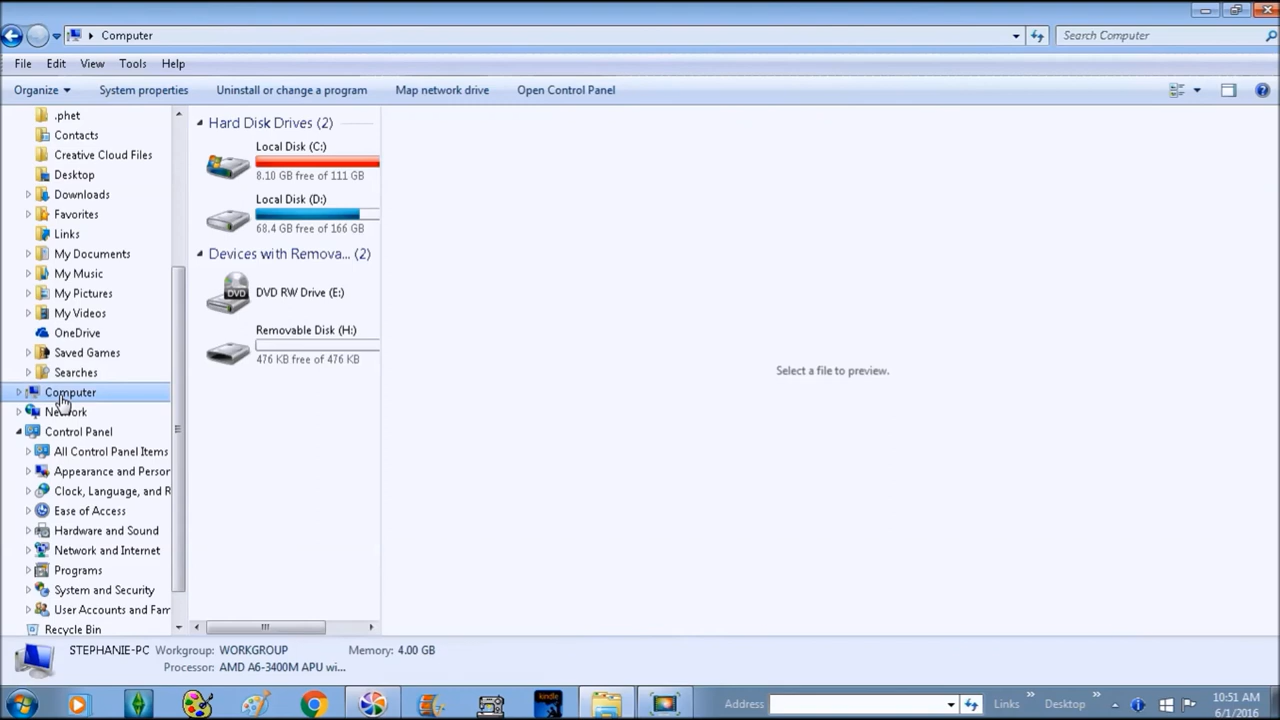 Computer
Search Computer
File Edit View Tools Help
Organize System properties Uninstall or change a program Map network drive Open Control Panel
.phet
Contacts
Creative Cloud Files
Desktop
Downloads
Favorites
Links
My Documents
My Music
My Pictures
My Videos
OneDrive
Saved Games
Searches
Computer
Network
Control Panel
All Control Panel Items
Appearance and Person
Clock, Language, and R
Ease of Access
Hardware and Sound
Network and Internet
Programs
System and Security
User Accounts and Fam
Recycle Bin
Hard Disk Drives (2)
Local Disk (C:)
8.10 GB free of 111 GB
Local Disk (D:)
68.4 GB free of 166 GB
Devices with Remova... (2)
DVD
DVD RW Drive (E:)
Removable Disk (H:)
476 KB free of 476 KB
Select a file to preview.
STEPHANIE-PC Workgroup: WORKGROUP Memory: 4.00 GB
Processor: AMD A6-3400M APU wi...
kindle
Address Links » Desktop »
10:51 AM
6/1/2016